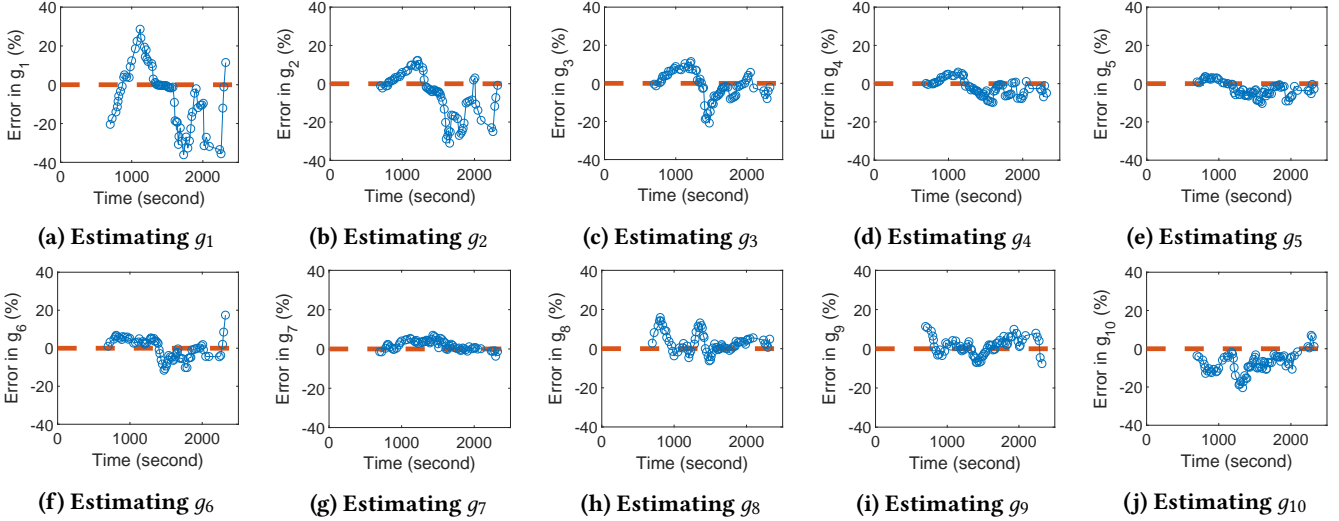 40
20
0
-20
-40
Error in g1 (%)
0 1000 2000
Time (second)
(a) Estimating g1
40
20
0
-20
-40
Error in g2 (%)
0 1000 2000
Time (second)
(b) Estimating g2
40
20
0
-20
-40
Error in g3 (%)
0 1000 2000
Time (second)
(c) Estimating g3
40
20
0
-20
-40
Error in g4 (%)
0 1000 2000
Time (second)
(d) Estimating g4
40
20
0
-20
-40
Error in g5 (%)
0 1000 2000
Time (second)
(e) Estimating g5
40
20
0
-20
-40
Error in g6 (%)
0 1000 2000
Time (second)
(f) Estimating g6
40
20
0
-20
-40
Error in g7 (%)
0 1000 2000
Time (second)
(g) Estimating g7
40
20
0
-20
-40
Error in g8 (%)
0 1000 2000
Time (second)
(h) Estimating g8
40
20
0
-20
-40
Error in g9 (%)
0 1000 2000
Time (second)
(i) Estimating g9
40
20
0
-20
-40
Error in g10 (%)
0 1000 2000
Time (second)
(j) Estimating g10